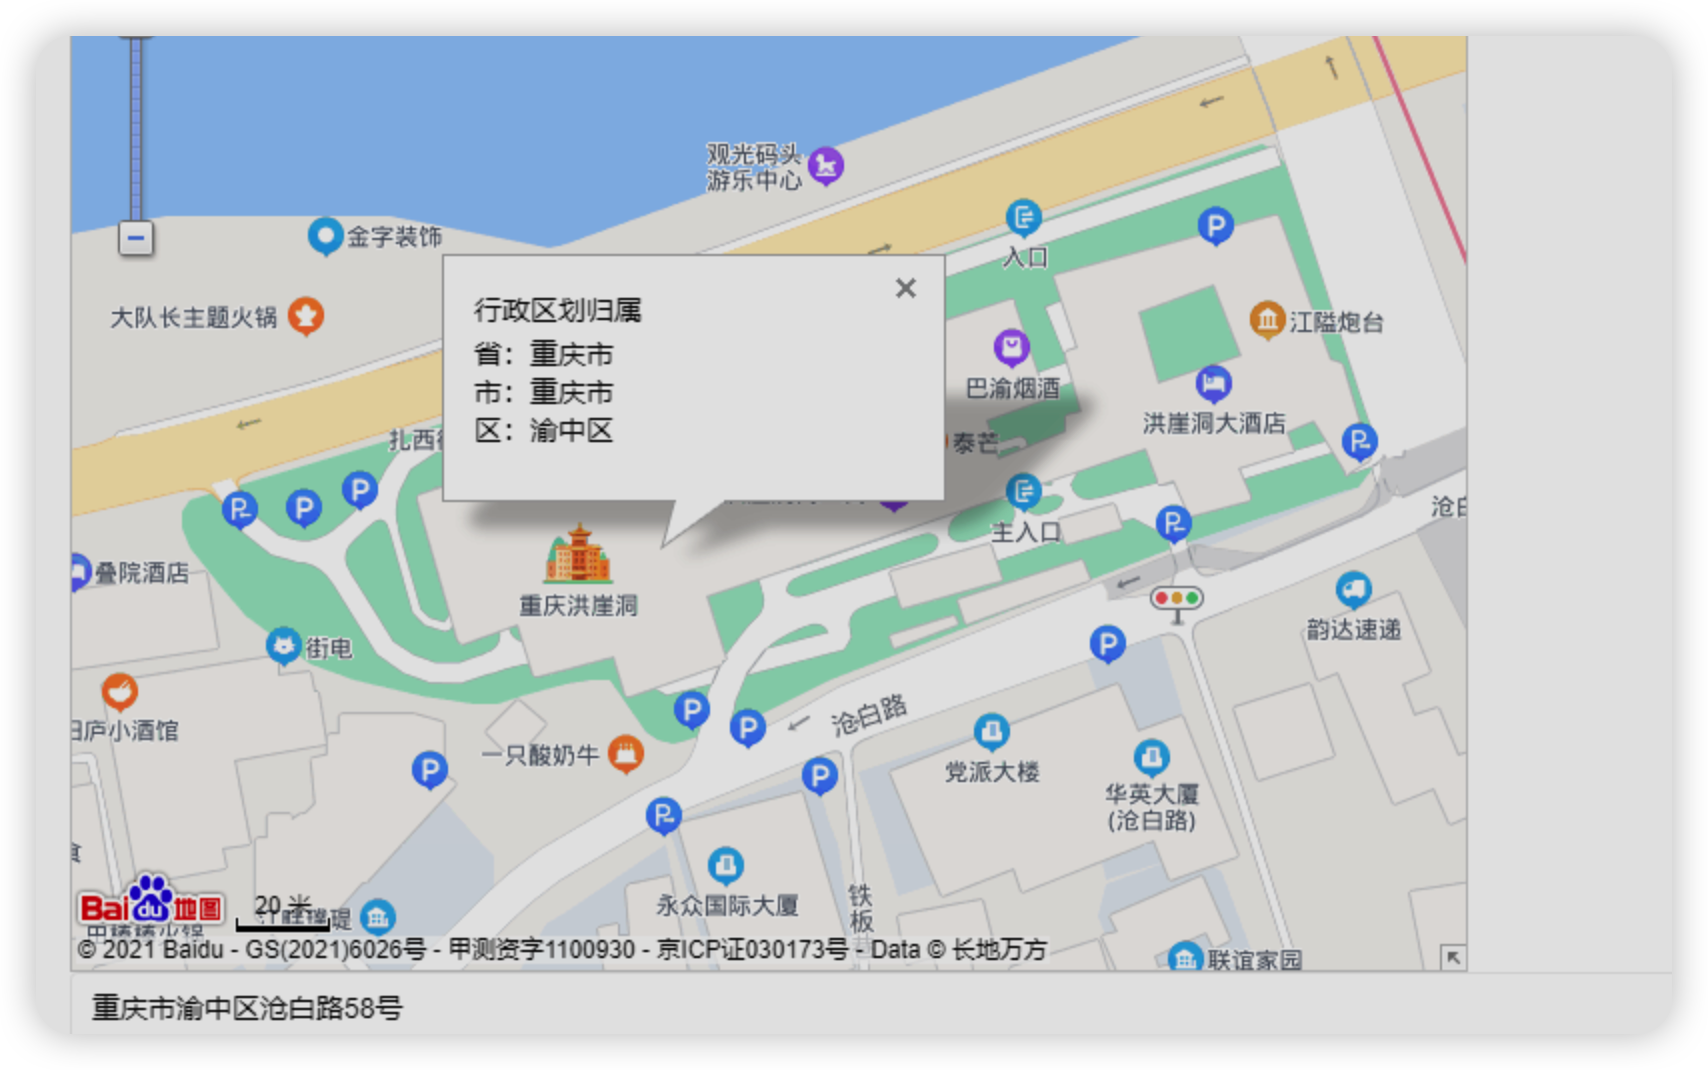 观光码头
游乐中心
金字装饰
入口
大队长主题火锅
行政区划归属
省：重庆市
市：重庆市
区：渝中区
江隘炮台
巴渝烟酒
洪崖洞大酒店
扎西
泰芒
主入口
沧白
叠院酒店
重庆洪崖洞
街电
韵达速递
沧白路
庐小酒馆
一只酸奶牛
党派大楼
华英大厦
(沧白路)
永众国际大厦
铁板
20 米
Bai du 地图
© 2021 Baidu - GS(2021)6026号 - 甲测资字1100930 - 京ICP证030173号 - Data © 长地万方
联谊家园
重庆市渝中区沧白路58号